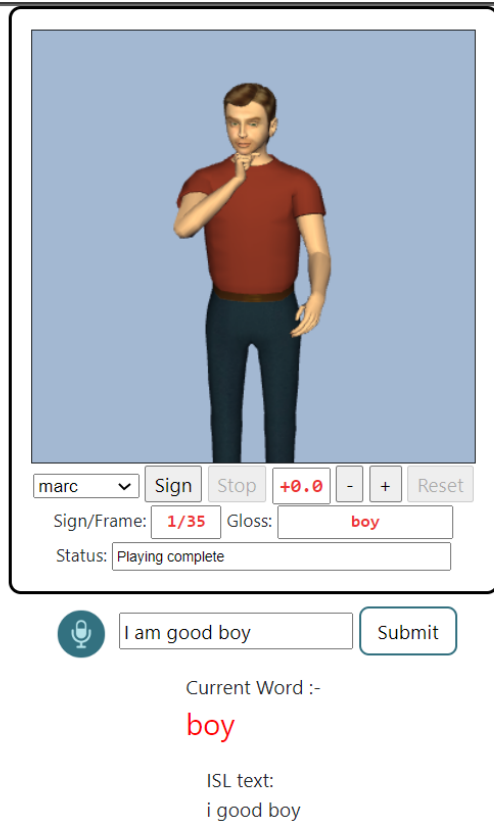 marc Sign Stop +0.0 - + Reset
Sign/Frame: 1/35 Gloss: boy
Status: Playing complete
I am good boy Submit
Current Word :-
boy
ISL text:
i good boy